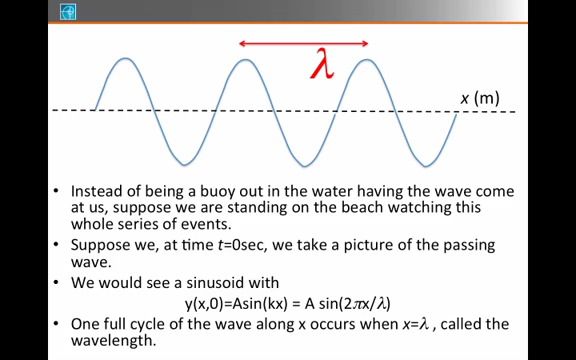 λ
x (m)
• Instead of being a buoy out in the water having the wave come
at us, suppose we are standing on the beach watching this
whole series of events.
• Suppose we, at time t=0sec, we take a picture of the passing
wave.
• We would see a sinusoid with
y(x,0)=Asin(kx) = A sin(2πx/λ)
• One full cycle of the wave along x occurs when x=λ , called the
wavelength.